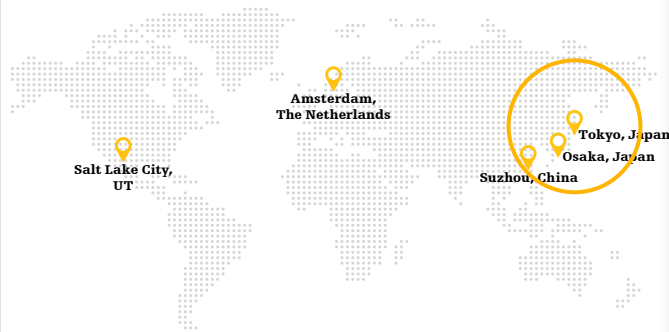 Amsterdam,
The Netherlands
Tokyo, Japan
Salt Lake City,
UT
Osaka, Japan
Suzhou, China